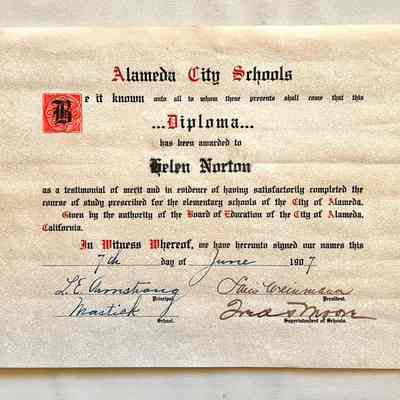 Alameda City Schools
Be it known unto all to whom these presents shall come that this
...Diploma...
has been awarded to
Helen Norton
as a testimonial of merit and in evidence of having satisfactorily completed the
course of study prescribed for the elementary schools of the City of Alameda.
Given by the authority of the Board of Education of the City of Alameda,
California.
In Witness Whereof, we have hereunto signed our names this
7th day of June 1907
L.E. Armstrong
Principal.
President.
Mastick
Fred T Moore
School.
Superintendent of Schools.